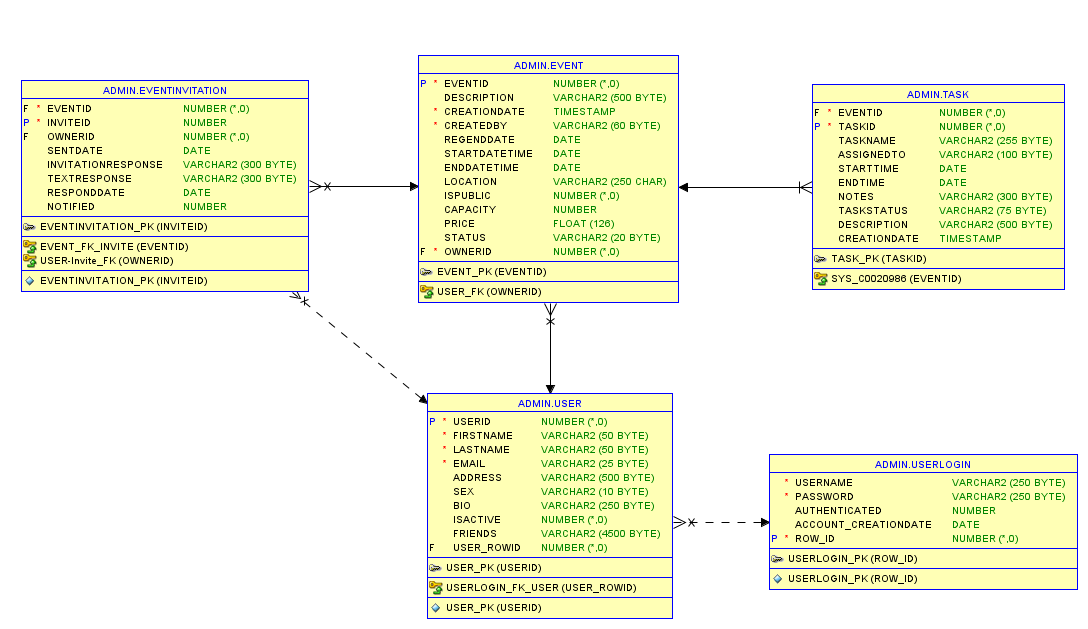 ADMIN.EVENTINVITATION
F * EVENTID NUMBER (*,0)
P * INVITEID NUMBER
F OWNERID NUMBER (*,0)
SENTDATE DATE
INVITATIONRESPONSE VARCHAR2 (300 BYTE)
TEXTRESPONSE VARCHAR2 (300 BYTE)
RESPONDDATE DATE
NOTIFIED NUMBER
EVENTINVITATION_PK (INVITEID)
EVENT_FK_INVITE (EVENTID)
USER-Invite_FK (OWNERID)
EVENTINVITATION_PK (INVITEID)
ADMIN.EVENT
P * EVENTID NUMBER (*,0)
DESCRIPTION VARCHAR2 (500 BYTE)
* CREATIONDATE TIMESTAMP
* CREATEDBY VARCHAR2 (60 BYTE)
REGENDDATE DATE
STARTDATETIME DATE
ENDDATETIME DATE
LOCATION VARCHAR2 (250 CHAR)
ISPUBLIC NUMBER (*,0)
CAPACITY NUMBER
PRICE FLOAT (126)
STATUS VARCHAR2 (20 BYTE)
F * OWNERID NUMBER (*,0)
EVENT_PK (EVENTID)
USER_FK (OWNERID)
ADMIN.TASK
F * EVENTID NUMBER (*,0)
P * TASKID NUMBER (*,0)
TASKNAME VARCHAR2 (255 BYTE)
ASSIGNEDTO VARCHAR2 (100 BYTE)
STARTTIME DATE
ENDTIME DATE
NOTES VARCHAR2 (300 BYTE)
TASKSTATUS VARCHAR2 (75 BYTE)
DESCRIPTION VARCHAR2 (500 BYTE)
CREATIONDATE TIMESTAMP
TASK_PK (TASKID)
SYS_C0020986 (EVENTID)
ADMIN.USER
P * USERID NUMBER (*,0)
* FIRSTNAME VARCHAR2 (50 BYTE)
* LASTNAME VARCHAR2 (50 BYTE)
* EMAIL VARCHAR2 (25 BYTE)
ADDRESS VARCHAR2 (500 BYTE)
SEX VARCHAR2 (10 BYTE)
BIO VARCHAR2 (250 BYTE)
ISACTIVE NUMBER (*,0)
FRIENDS VARCHAR2 (4500 BYTE)
F USER_ROWID NUMBER (*,0)
USER_PK (USERID)
USERLOGIN_FK_USER (USER_ROWID)
USER_PK (USERID)
ADMIN.USERLOGIN
* USERNAME VARCHAR2 (250 BYTE)
* PASSWORD VARCHAR2 (250 BYTE)
AUTHENTICATED NUMBER
ACCOUNT_CREATIONDATE DATE
P * ROW_ID NUMBER (*,0)
USERLOGIN_PK (ROW_ID)
USERLOGIN_PK (ROW_ID)